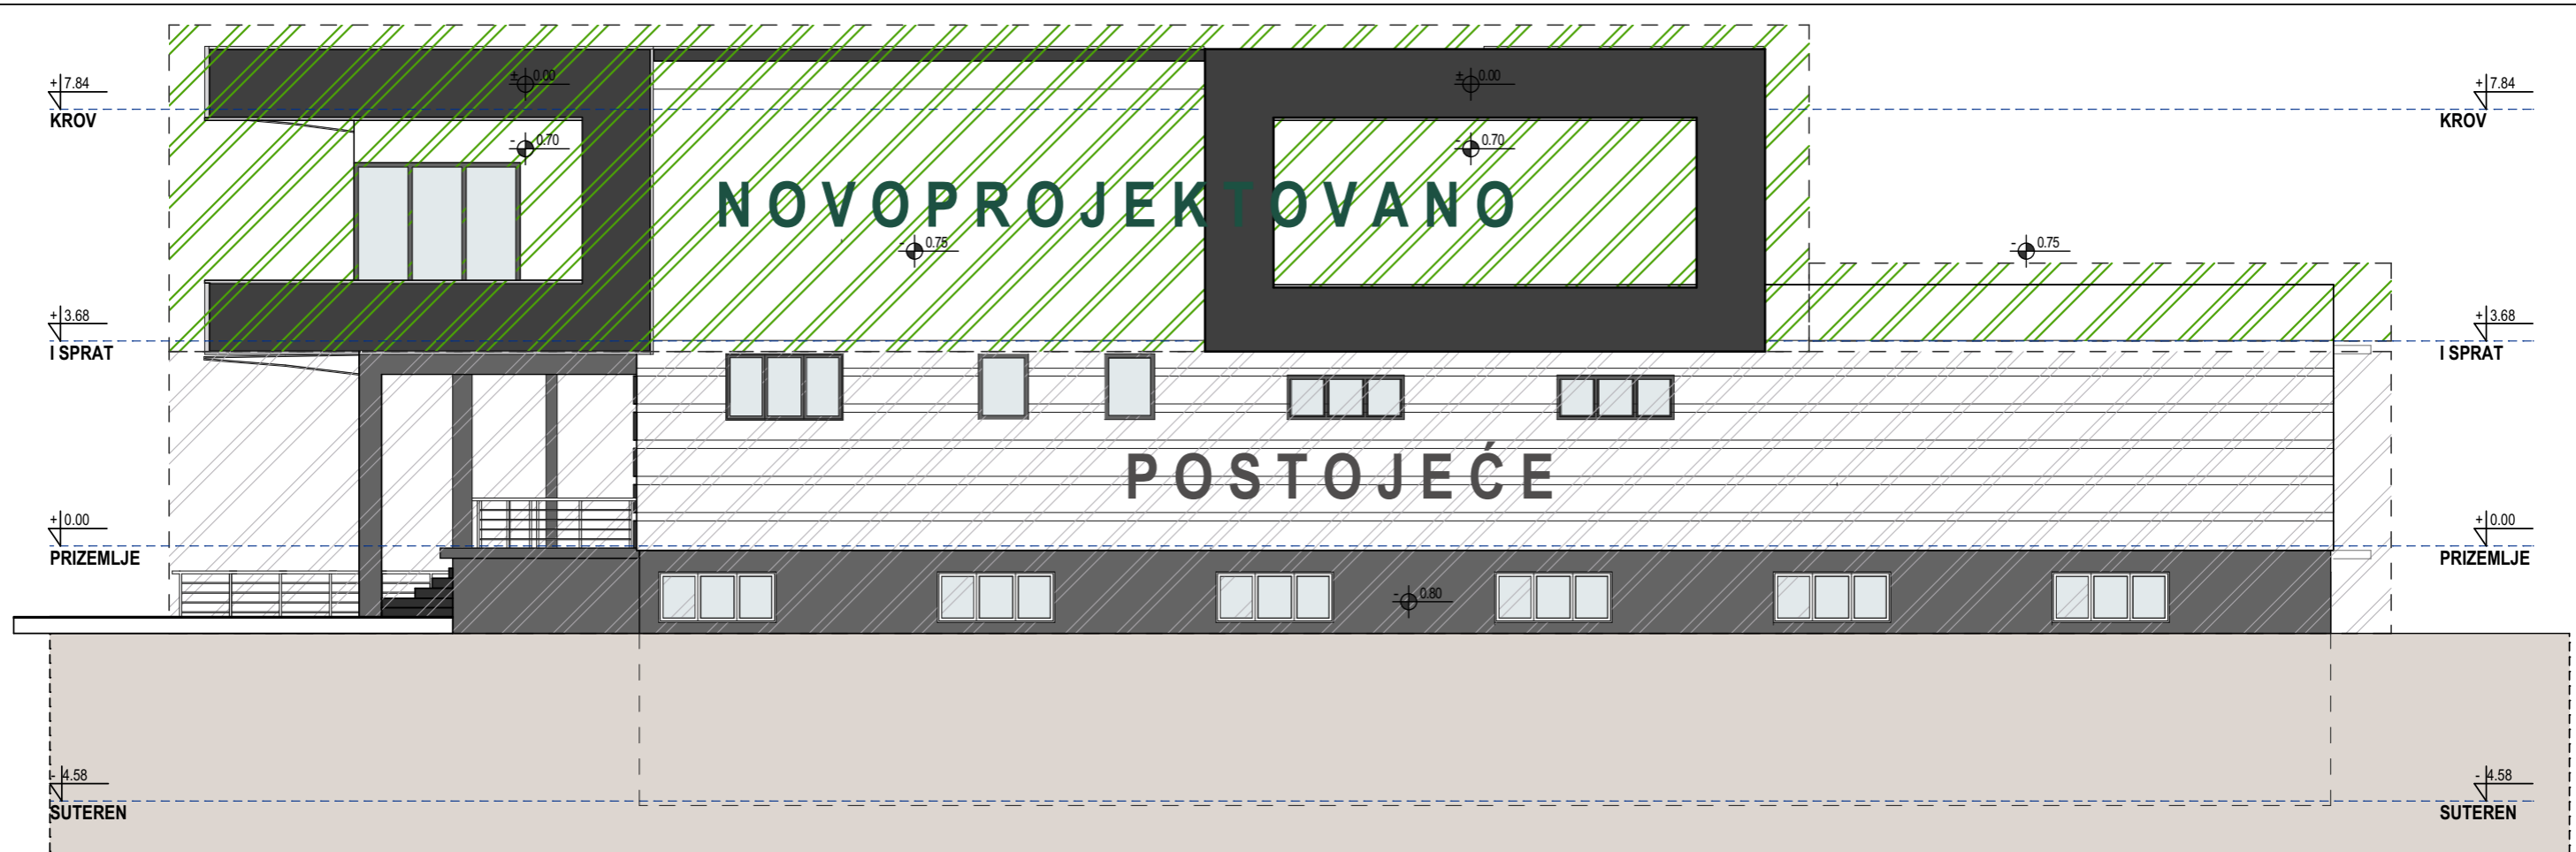 + 7.84
KROV
± 0.00
± 0.00
+ 7.84
KROV
- 0.70
- 0.70
NOVOPROJEKTOVANO
- 0.75
- 0.75
+ 3.68
I SPRAT
+ 3.68
I SPRAT
POSTOJEĆE
+ 0.00
PRIZEMLJE
+ 0.00
PRIZEMLJE
- 0.80
- 4.58
SUTEREN
- 4.58
SUTEREN